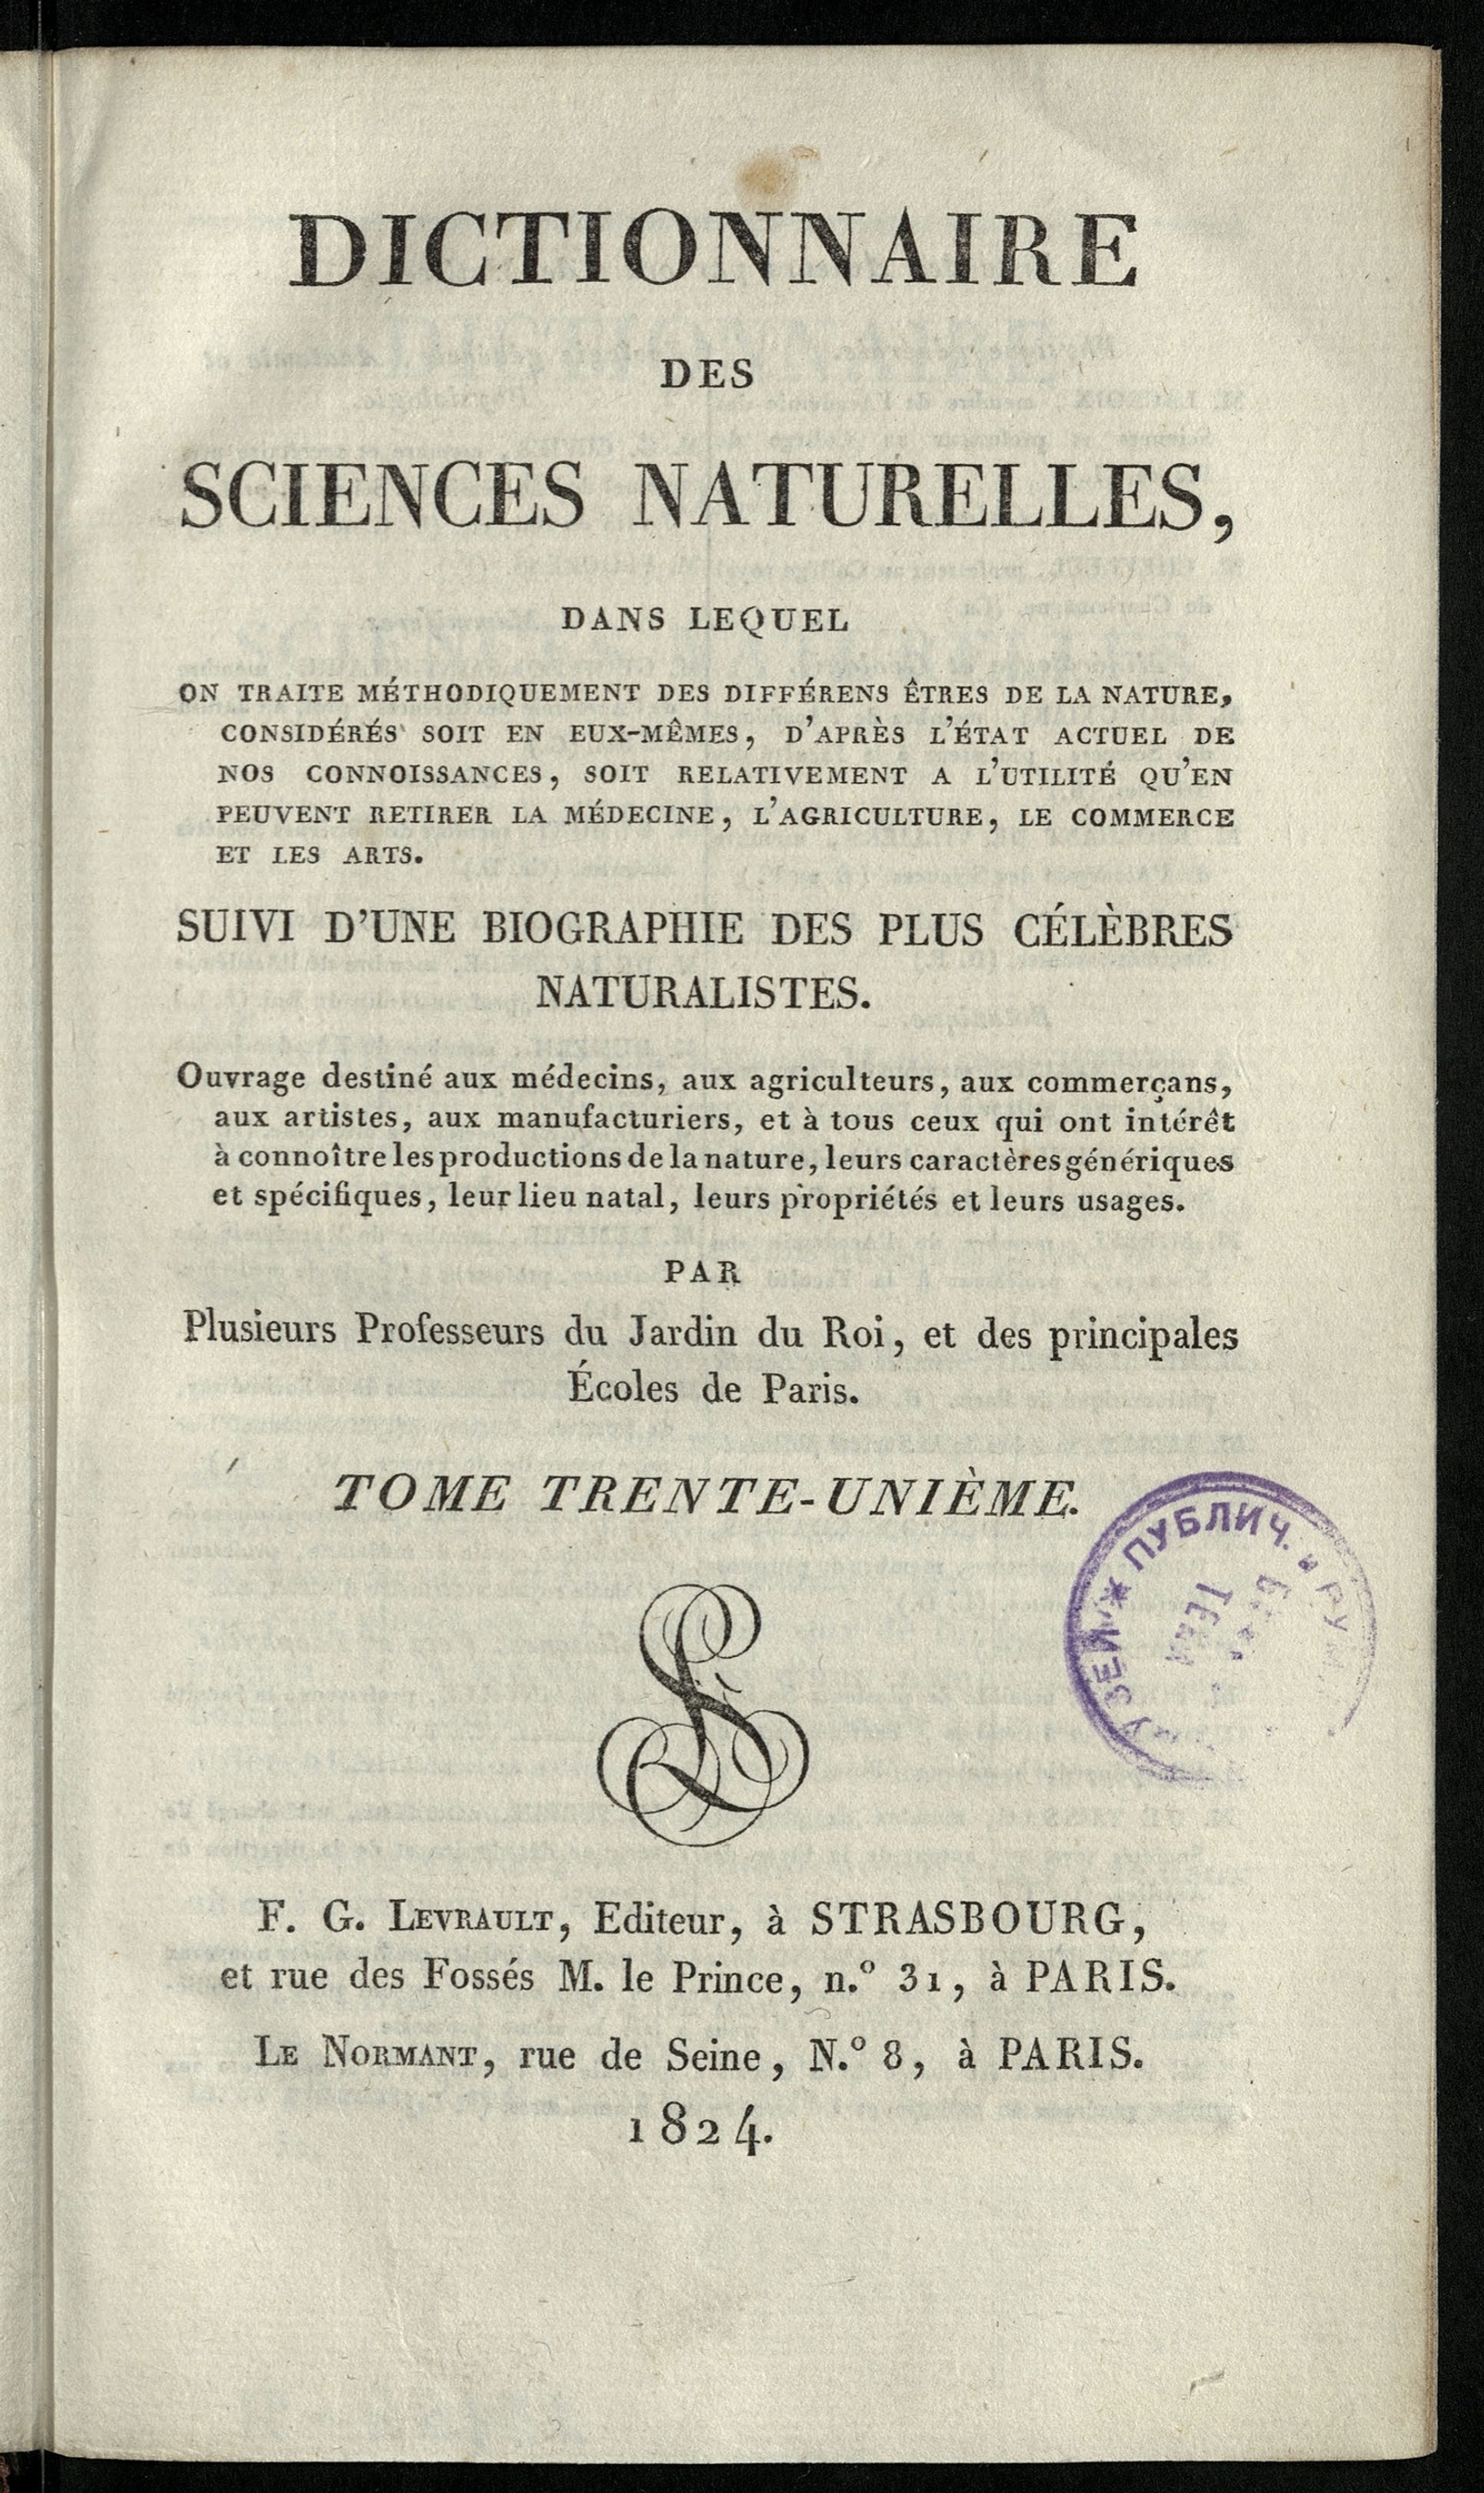 DICTIONNAIRE
DES
SCIENCES NATURELLES,
DANS LEQUEL
ON TRAITE MÉTHODIQUEMENT DES DIFFÉRENS ÊTRES DE LA NATURE,
CONSIDÉRÉS SOIT EN EUX-MÊMES, D'APRÈS L'ÉTAT ACTUEL DE
NOS CONNOISSANCES, SOIT RELATIVEMENT A L'UTILITÉ QU'EN
PEUVENT RETIRER LA MÉDECINE, L'AGRICULTURE, LE COMMERCE
ET LES ARTS.
SUIVI D'UNE BIOGRAPHIE DES PLUS CÉLÈBRES
NATURALISTES.
Ouvrage destiné aux médecins, aux agriculteurs, aux commerçans,
aux artistes, aux manufacturiers, et à tous ceux qui ont intérêt
à connoître les productions de la nature, leurs caractères génériques
et spécifiques, leur lieu natal, leurs propriétés et leurs usages.
PAR
Plusieurs Professeurs du Jardin du Roi, et des principales
Écoles de Paris.
TOME TRENTE-UNIÈME.
ПУБЛИЧ.
F. G. LEVRAULT, Editeur, à STRASBOURG,
et rue des Fossés M. le Prince, n.° 31, à PARIS.
LE NORMANT, rue de Seine, N.° 8, à PARIS.
1824.